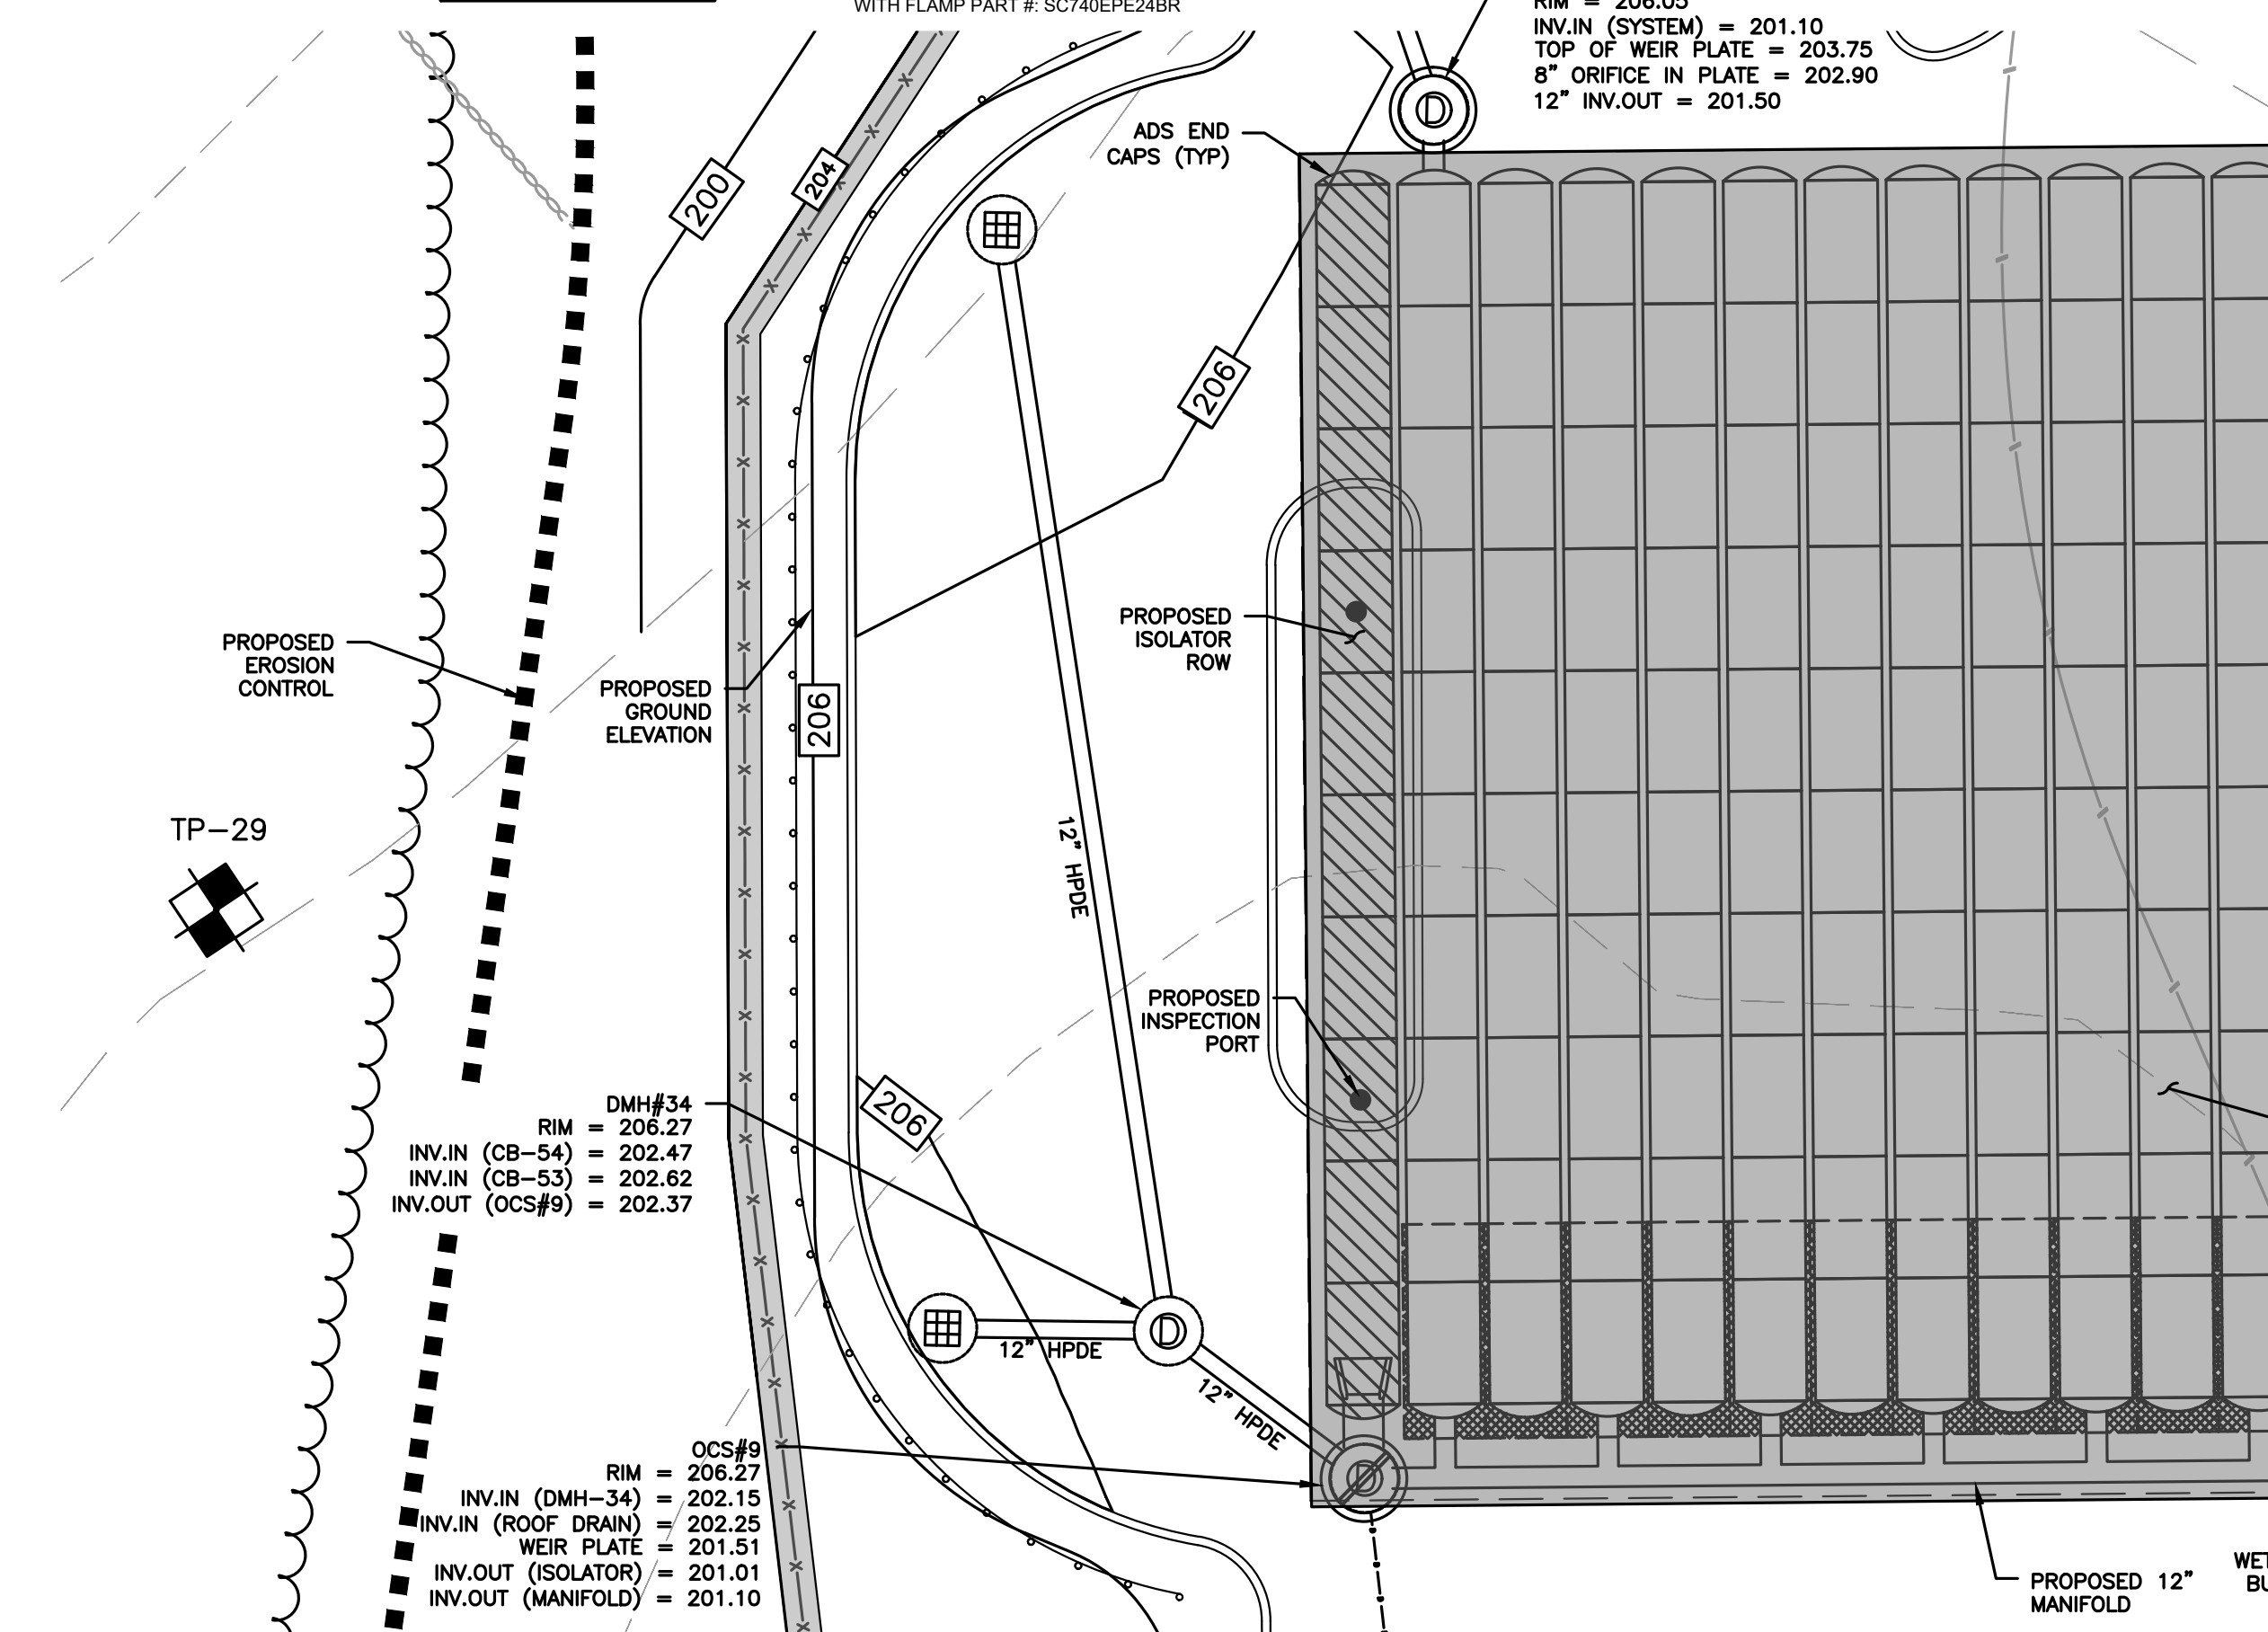 WITH FLAMP PART #: SC740EPE24BR
RIM = 206.05
INV.IN (SYSTEM) = 201.10
TOP OF WEIR PLATE = 203.75
8" ORIFICE IN PLATE = 202.90
12" INV.OUT = 201.50
D
ADS END
CAPS (TYP)
200
204
206
PROPOSED
EROSION
CONTROL
PROPOSED
GROUND
ELEVATION
206
PROPOSED
ISOLATOR
ROW
TP-29
12" HPDE
PROPOSED
INSPECTION
PORT
DMH#34
RIM = 206.27
INV.IN (CB-54) = 202.47
INV.IN (CB-53) = 202.62
INV.OUT (OCS#9) = 202.37
206
D
12" HPDE
12" HPDE
OCS#9
RIM = 206.27
INV.IN (DMH-34) = 202.15
INV.IN (ROOF DRAIN) = 202.25
WEIR PLATE = 201.51
INV.OUT (ISOLATOR) = 201.01
INV.OUT (MANIFOLD) = 201.10
D
PROPOSED 12"
MANIFOLD